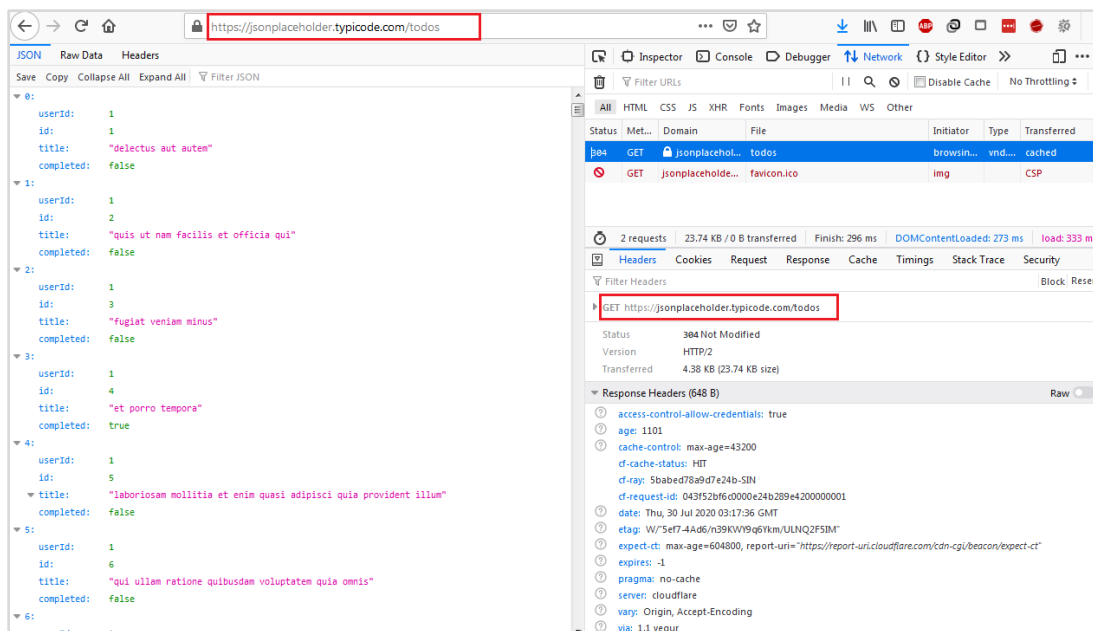 https://jsonplaceholder.typicode.com/todos
JSON Raw Data Headers
Save Copy Collapse All Expand All Filter JSON
0:
userId: 1
id: 1
title: "delectus aut autem"
completed: false
1:
userId: 1
id: 2
title: "quis ut nam facilis et officia qui"
completed: false
2:
userId: 1
id: 3
title: "fugiat veniam minus"
completed: false
3:
userId: 1
id: 4
title: "et porro tempora"
completed: true
4:
userId: 1
id: 5
title: "laboriosam mollitia et enim quasi adipisci quia provident illum"
completed: false
5:
userId: 1
id: 6
title: "qui ullam ratione quibusdam voluptatem quia omnis"
completed: false
6:
ABP
Inspector Console Debugger Network {} Style Editor
Filter URLs Disable Cache No Throttling
All HTML CSS JS XHR Fonts Images Media WS Other
Status Met... Domain File Initiator Type Transferred
304 GET jsonplacehol... todos browsin... vnd.... cached
GET jsonplaceholde... favicon.ico img CSP
2 requests 23.74 KB / 0 B transferred Finish: 296 ms DOMContentLoaded: 273 ms load: 333 m
Headers Cookies Request Response Cache Timings Stack Trace Security
Filter Headers Block Rese
GET https://jsonplaceholder.typicode.com/todos
Status 304 Not Modified
Version HTTP/2
Transferred 4.38 KB (23.74 KB size)
Response Headers (648 B) Raw
access-control-allow-credentials: true
age: 1101
cache-control: max-age=43200
cf-cache-status: HIT
cf-ray: 5babed78a9d7e24b-SIN
cf-request-id: 043f52bf6c0000e24b289e4200000001
date: Thu, 30 Jul 2020 03:17:36 GMT
etag: W/"5ef7-4Ad6/n39KWY9q6Ykm/ULNQ2F5IM"
expect-ct: max-age=604800, report-uri="https://report-uri.cloudflare.com/cdn-cgi/beacon/expect-ct"
expires: -1
pragma: no-cache
server: cloudflare
vary: Origin, Accept-Encoding
via: 1.1 vegur